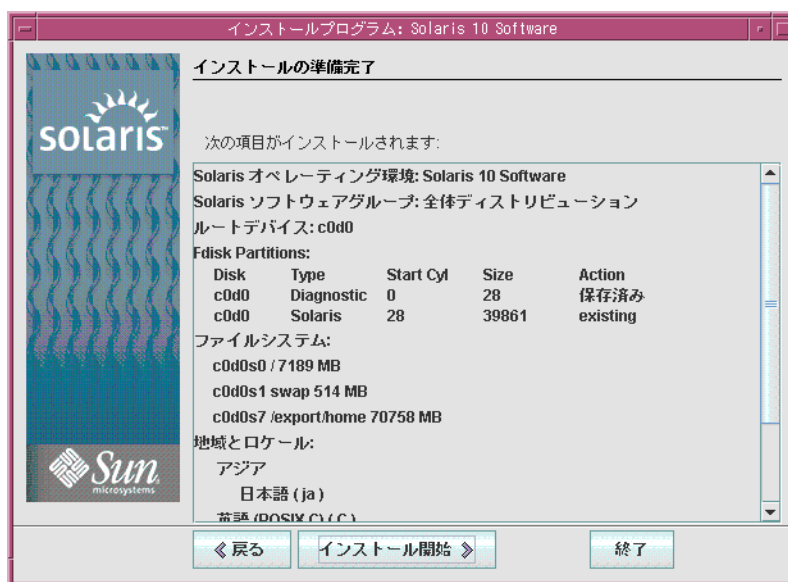 インストールプログラム: Solaris 10 Software
インストールの準備完了
solaris™
次の項目がインストールされます:
Solaris オペレーティング環境: Solaris 10 Software
Solaris ソフトウェアグループ: 全体ディストリビューション
ルートデバイス: c0d0
Fdisk Partitions:
Disk Type Start Cyl Size Action
c0d0 Diagnostic 0 28 保存済み
c0d0 Solaris 28 39861 existing
ファイルシステム:
c0d0s0 / 7189 MB
c0d0s1 swap 514 MB
c0d0s7 /export/home 70758 MB
地域とロケール:
アジア
日本語 ( ja )
英語 (POSIX C) ( C )
Sun
microsystems
戻る インストール開始 終了